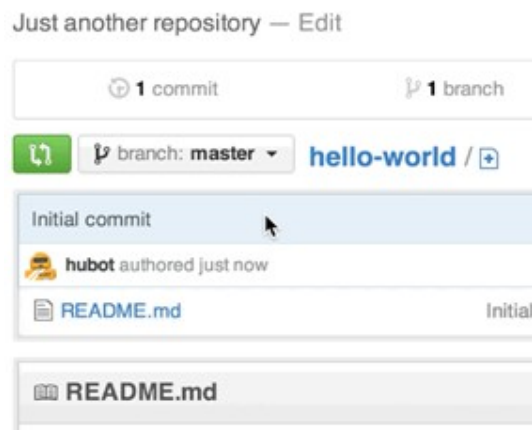 Just another repository — Edit
1 commit 1 branch
branch: master hello-world /
Initial commit
hubot authored just now
README.md Initial
README.md